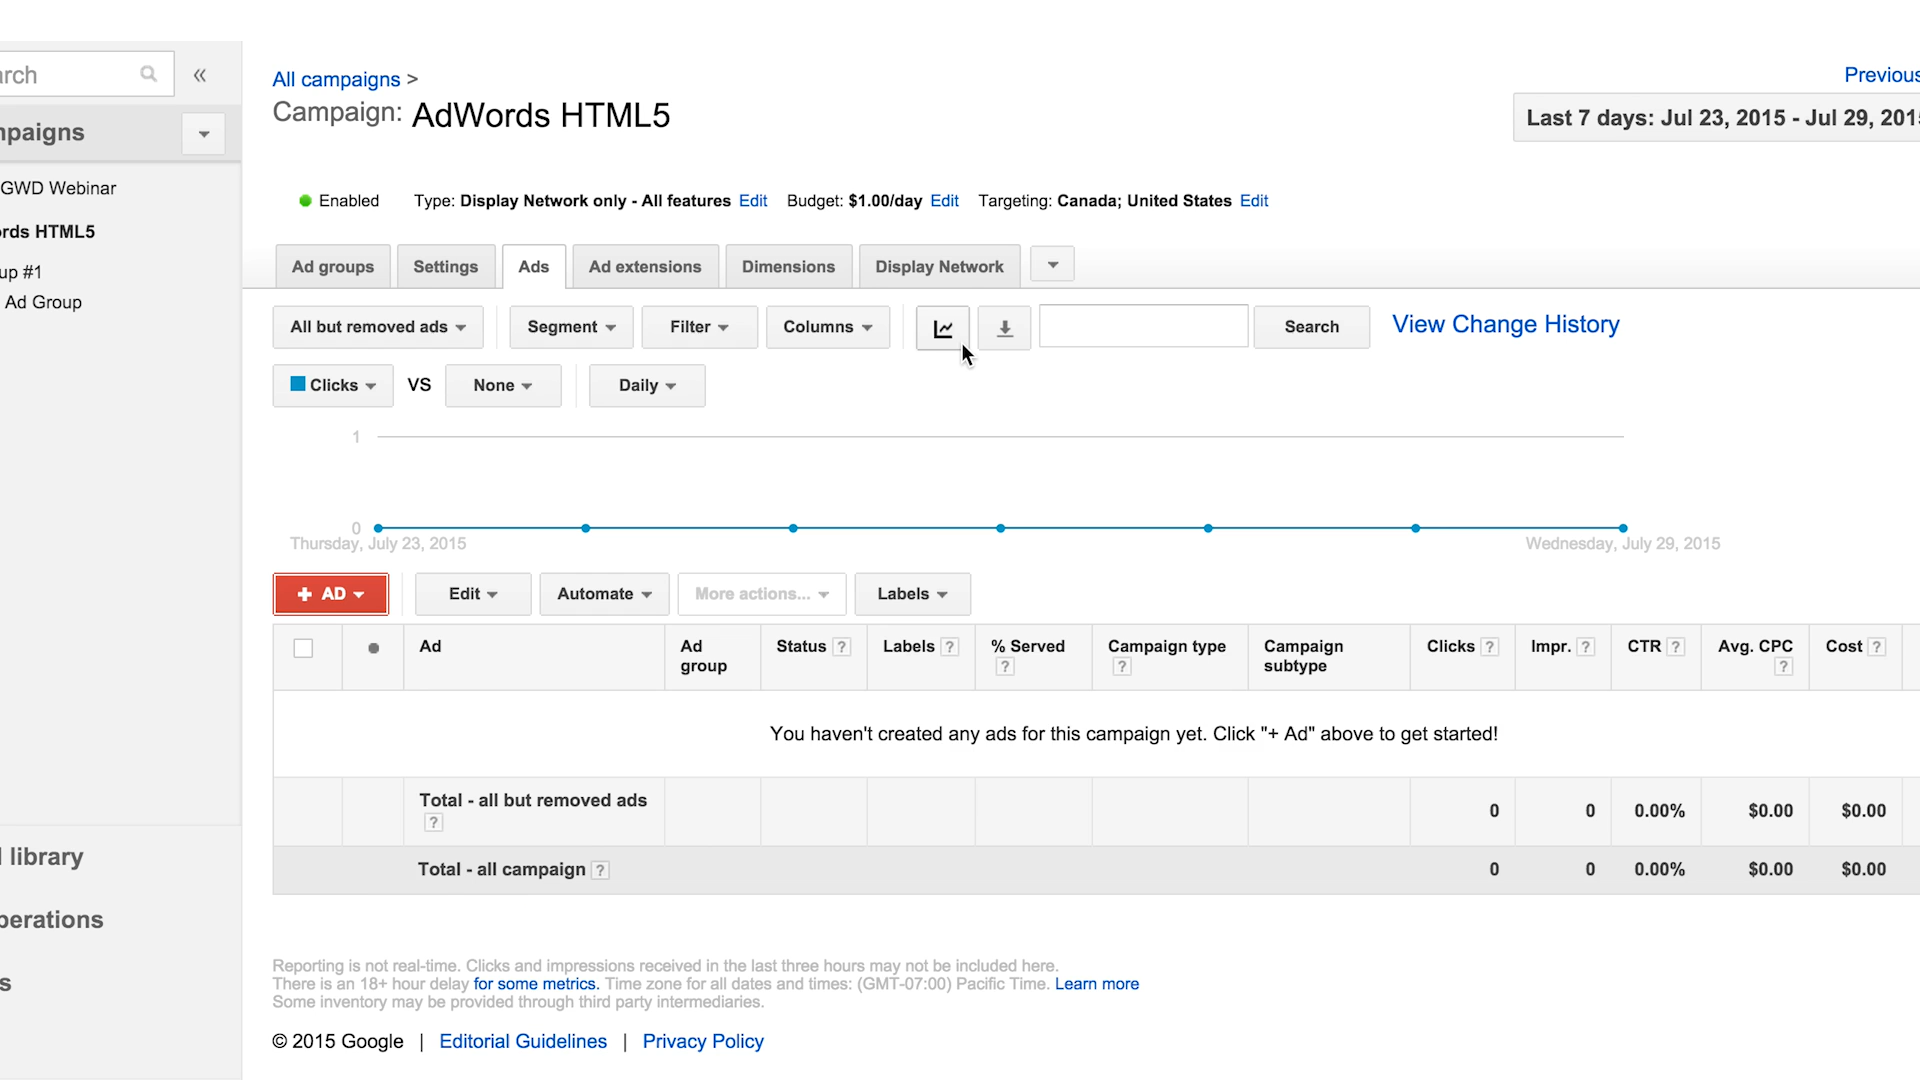 arch
«
All campaigns >
Previous
Campaign: AdWords HTML5
Last 7 days: Jul 23, 2015 - Jul 29, 201
mpaigns
GWD Webinar
ords HTML5
up #1
Ad Group
Enabled Type: Display Network only - All features Edit Budget: $1.00/day Edit Targeting: Canada; United States Edit
Ad groups Settings Ads Ad extensions Dimensions Display Network
All but removed ads Segment Filter Columns Search View Change History
Clicks VS None Daily
1
0
Thursday, July 23, 2015 Wednesday, July 29, 2015
+ AD Edit Automate More actions... Labels
Ad Ad group Status ? Labels ? % Served ? Campaign type ? Campaign subtype Clicks ? Impr. ? CTR ? Avg. CPC ? Cost ?
You haven't created any ads for this campaign yet. Click "+ Ad" above to get started!
Total - all but removed ads ? 0 0 0.00% $0.00 $0.00
Total - all campaign ? 0 0 0.00% $0.00 $0.00
l library
perations
s
Reporting is not real-time. Clicks and impressions received in the last three hours may not be included here.
There is an 18+ hour delay for some metrics. Time zone for all dates and times: (GMT-07:00) Pacific Time. Learn more
Some inventory may be provided through third party intermediaries.
© 2015 Google | Editorial Guidelines | Privacy Policy